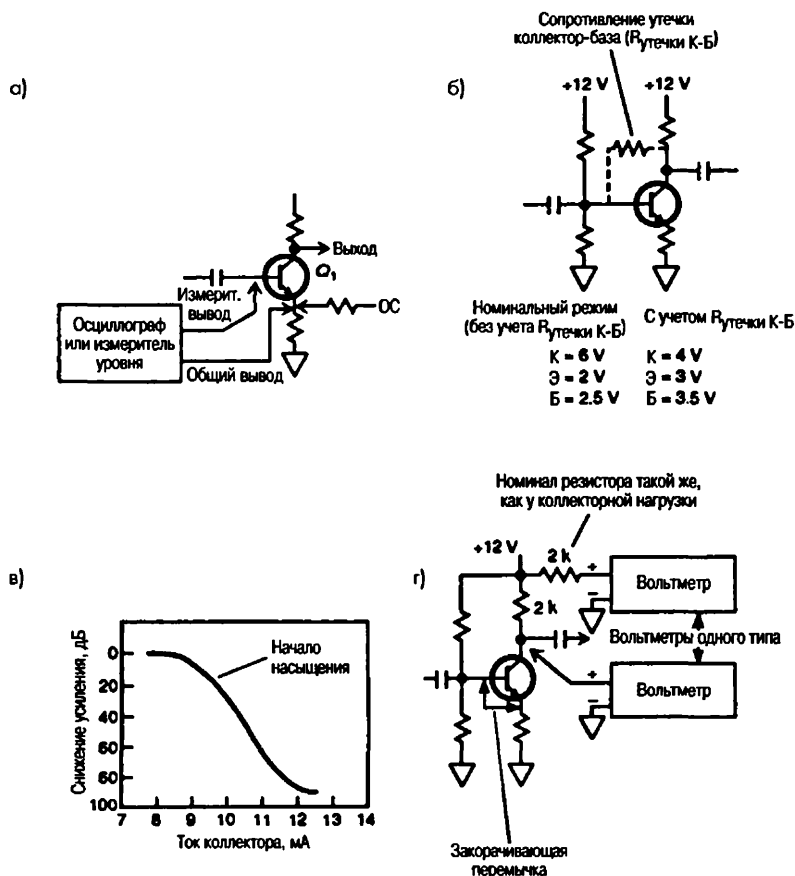 Сопротивление утечки
коллектор-база (Rутечки К-Б)
а)
б)
+12 V
+12 V
Выход
Q1
Измерит.
вывод
ОС
Осциллограф
или измеритель
уровня
Общий вывод
Номинальный режим
(без учета Rутечки К-Б)
К = 6 V
Э = 2 V
Б = 2.5 V
С учетом Rутечки К-Б
К = 4 V
Э = 3 V
Б = 3.5 V
в)
Снижение усиления, дБ
0
20
40
60
60
100
Начало
насыщения
7 8 9 10 11 12 13 14
Ток коллектора, мА
Номинал резистора такой же,
как у коллекторной нагрузки
г)
+12 V
2 k
+
−
Вольтметр
2 k
Вольтметры одного типа
+
−
Вольтметр
Закорачивающая
перемычка